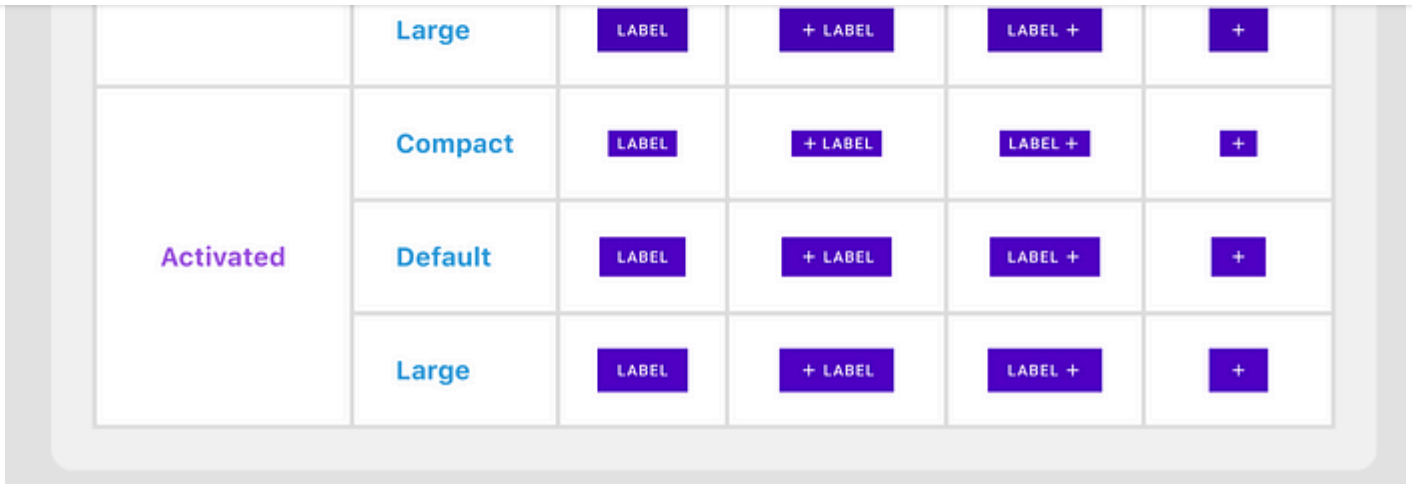 Large LABEL + LABEL LABEL + +
Compact LABEL + LABEL LABEL + +
Activated Default LABEL + LABEL LABEL + +
Large LABEL + LABEL LABEL + +